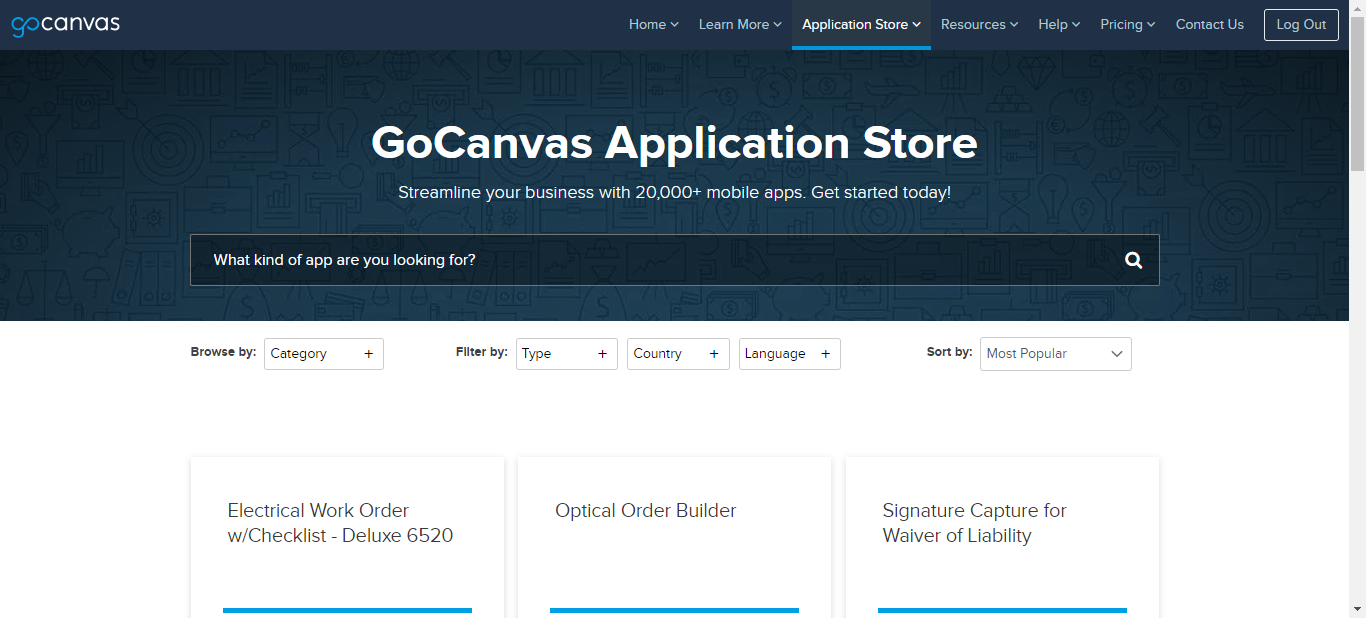 gocanvas
Home
Learn More
Application Store
Resources
Help
Pricing
Contact Us
Log Out
GoCanvas Application Store
Streamline your business with 20,000+ mobile apps. Get started today!
What kind of app are you looking for?
Browse by:
Category +
Filter by:
Type +
Country +
Language +
Sort by:
Most Popular
Electrical Work Order
w/Checklist - Deluxe 6520
Optical Order Builder
Signature Capture for
Waiver of Liability